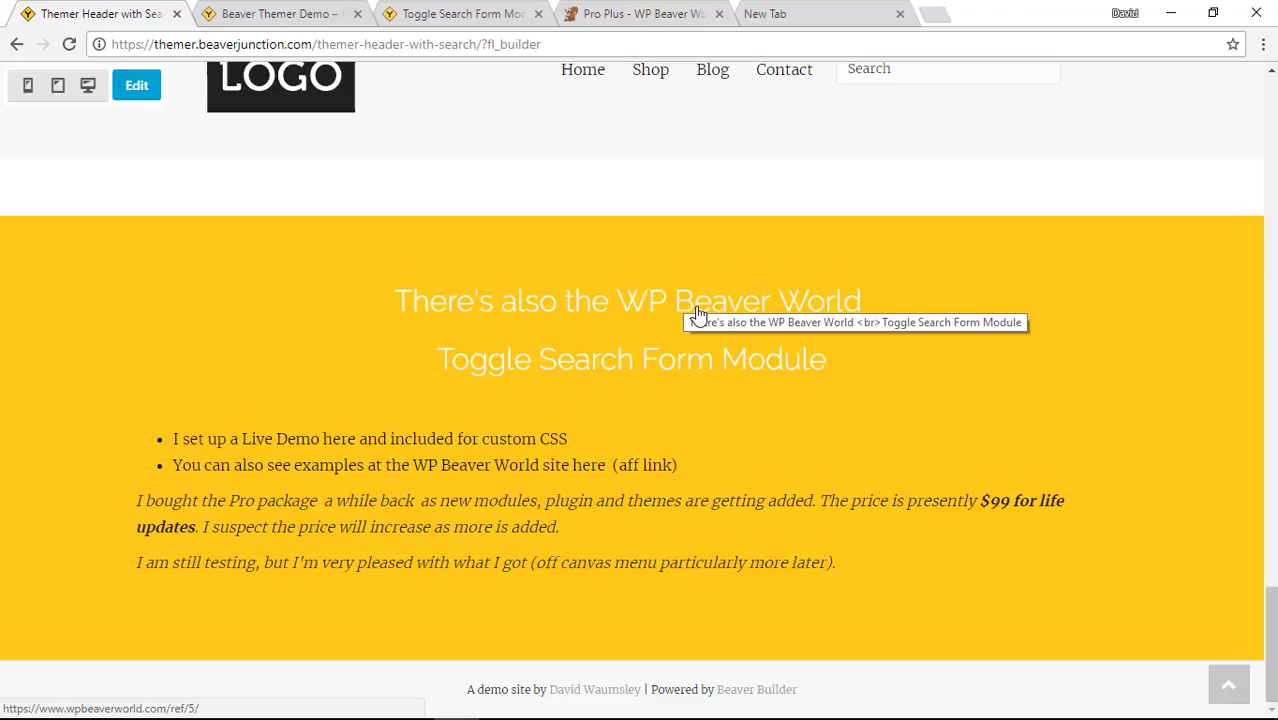 Themer Header with Sea
Beaver Themer Demo –
Toggle Search Form Mod
Pro Plus - WP Beaver Wo
New Tab
David
https://themer.beaverjunction.com/themer-header-with-search/?fl_builder
Edit
LOGO
Home
Shop
Blog
Contact
Search
There's also the WP Beaver World
There's also the WP Beaver World <br>Toggle Search Form Module
Toggle Search Form Module
• I set up a Live Demo here and included for custom CSS
• You can also see examples at the WP Beaver World site here (aff link)
I bought the Pro package a while back as new modules, plugin and themes are getting added. The price is presently $99 for life
updates. I suspect the price will increase as more is added.
I am still testing, but I'm very pleased with what I got (off canvas menu particularly more later).
A demo site by David Waumsley | Powered by Beaver Builder
https://www.wpbeaverworld.com/ref/5/